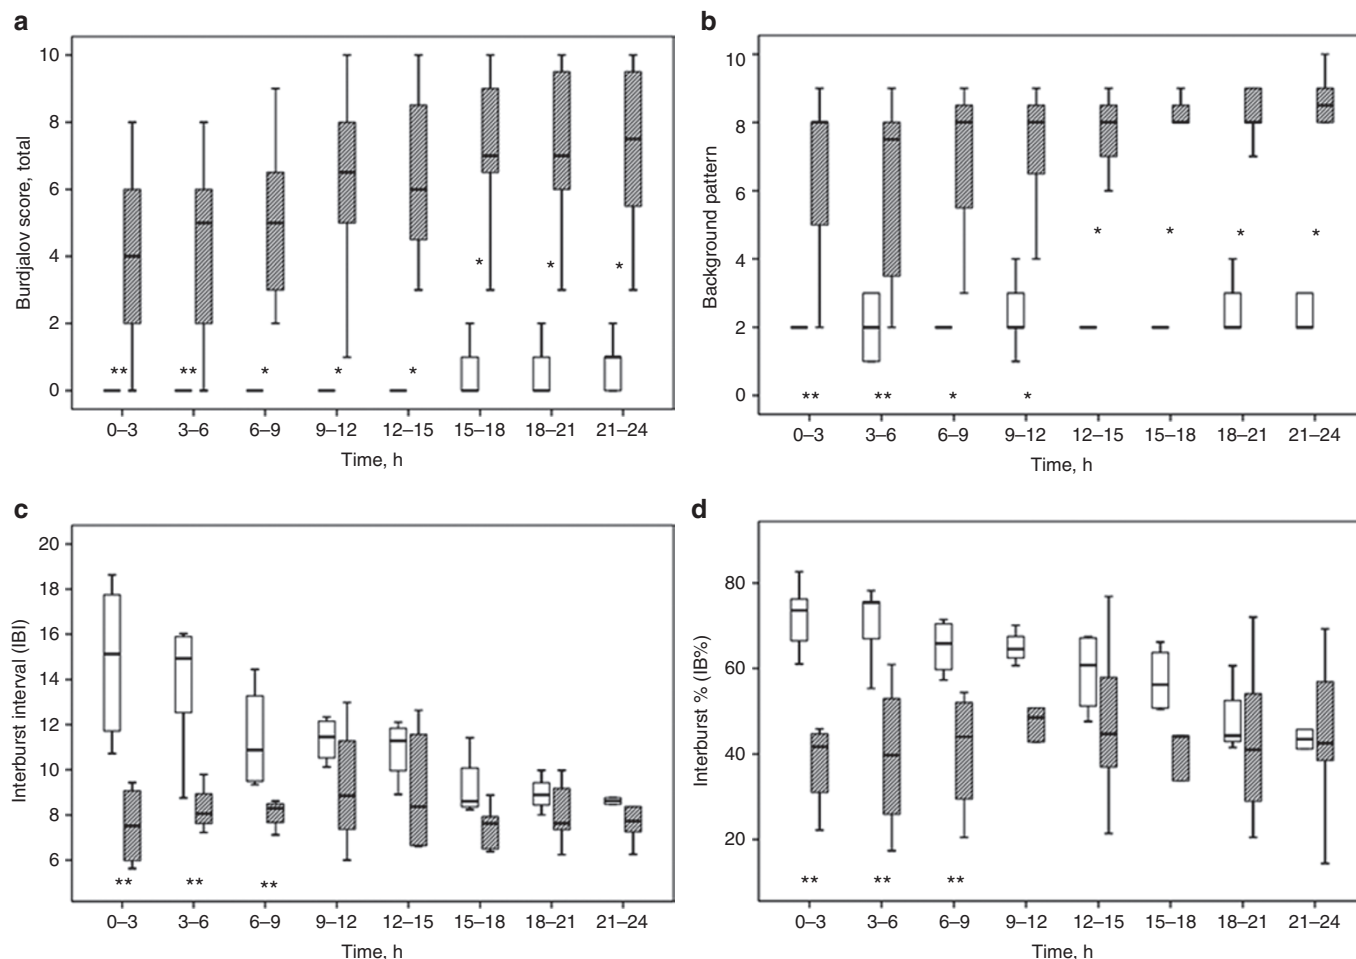 a
Burdjalov score, total
10
8
6
4
2
0
* * *
** ** * * *
0–3 3–6 6–9 9–12 12–15 15–18 18–21 21–24
Time, h
b
Background pattern
10
8
6
4
2
0
* * * *
** ** * *
0–3 3–6 6–9 9–12 12–15 15–18 18–21 21–24
Time, h
c
Interburst interval (IBI)
20
18
16
14
12
10
8
6
** ** **
0–3 3–6 6–9 9–12 12–15 15–18 18–21 21–24
Time, h
d
Interburst % (IB%)
80
60
40
20
** ** **
0–3 3–6 6–9 9–12 12–15 15–18 18–21 21–24
Time, h